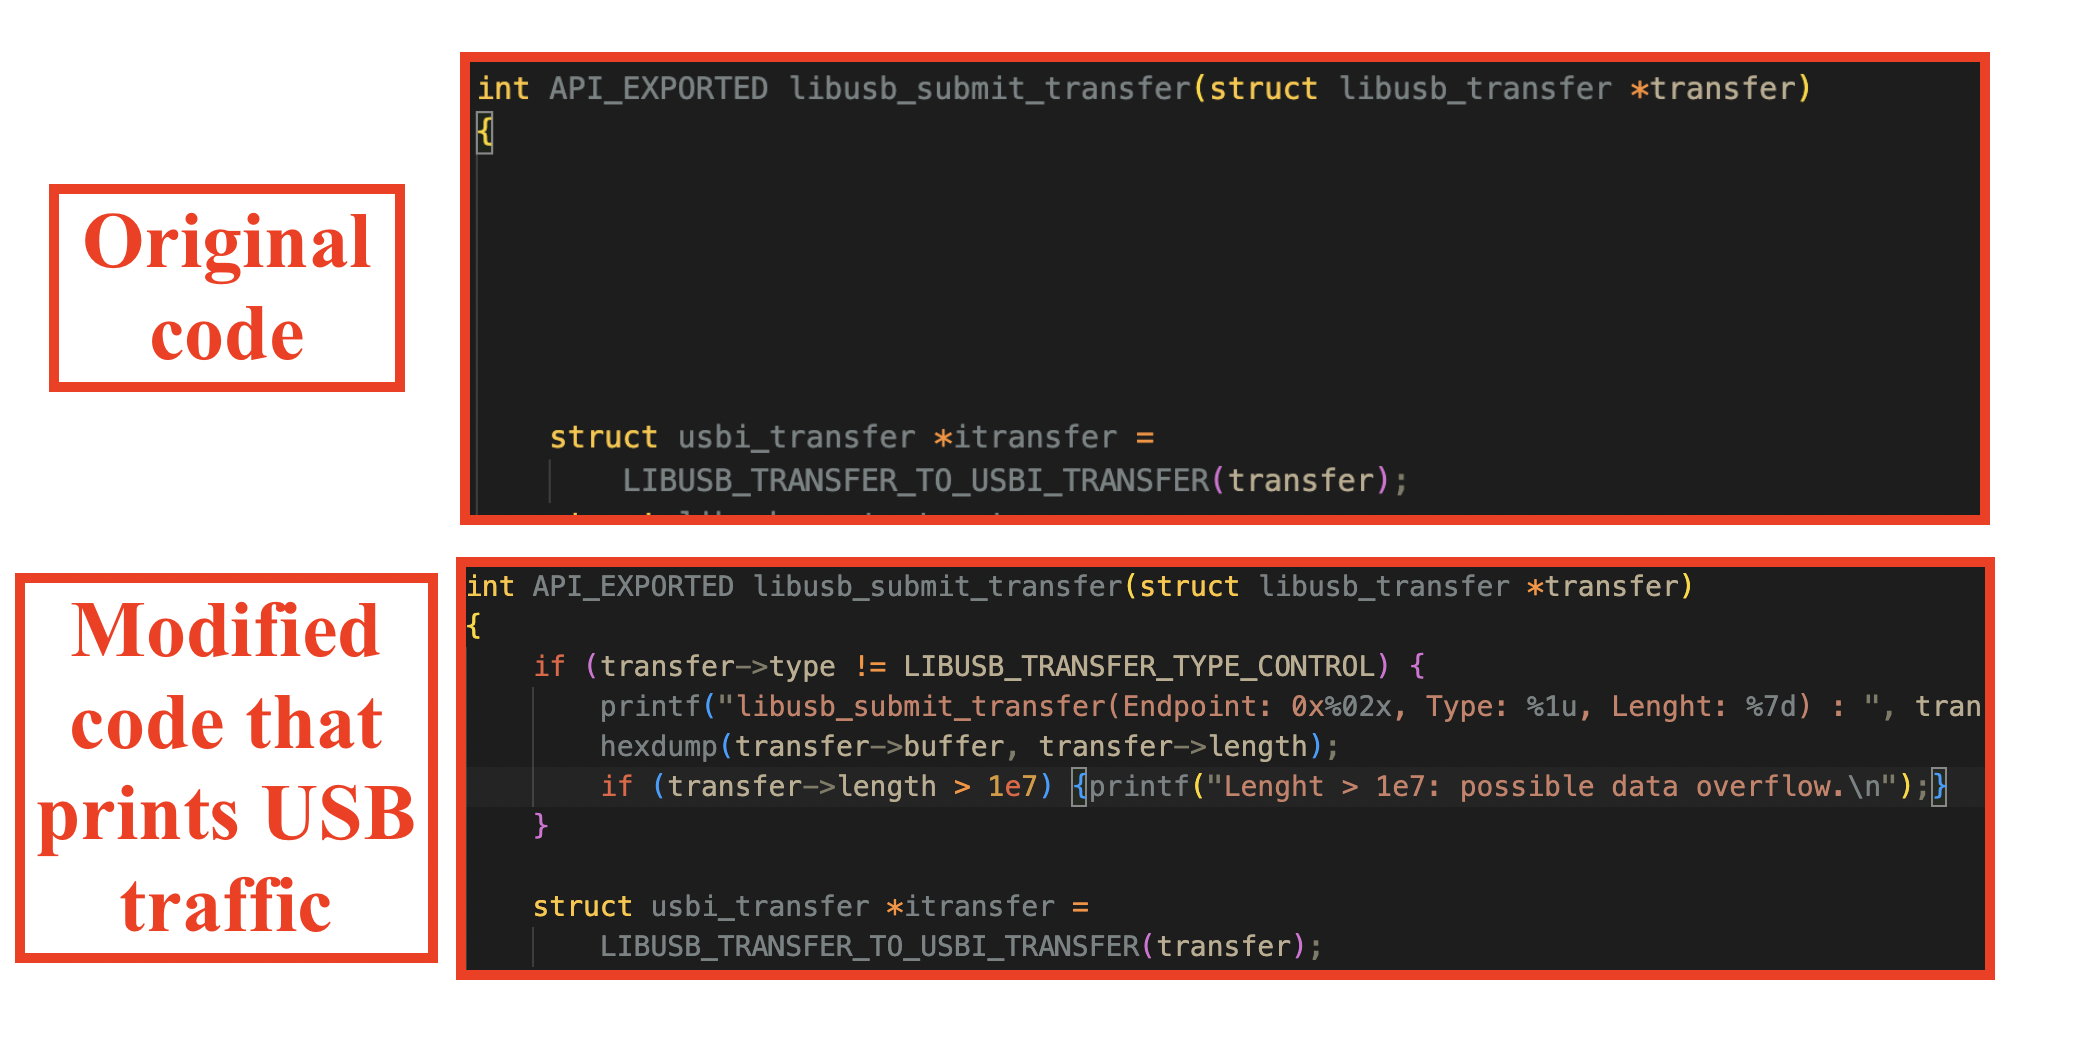 Original
code
int API_EXPORTED libusb_submit_transfer(struct libusb_transfer *transfer)
{
struct usbi_transfer *itransfer =
LIBUSB_TRANSFER_TO_USBI_TRANSFER(transfer);
Modified
code that
prints USB
traffic
int API_EXPORTED libusb_submit_transfer(struct libusb_transfer *transfer)
{
if (transfer->type != LIBUSB_TRANSFER_TYPE_CONTROL) {
printf("libusb_submit_transfer(Endpoint: 0x%02x, Type: %1u, Lenght: %7d) : ", tran
hexdump(transfer->buffer, transfer->length);
if (transfer->length > 1e7) {printf("Lenght > 1e7: possible data overflow.\n");}
}
struct usbi_transfer *itransfer =
LIBUSB_TRANSFER_TO_USBI_TRANSFER(transfer);